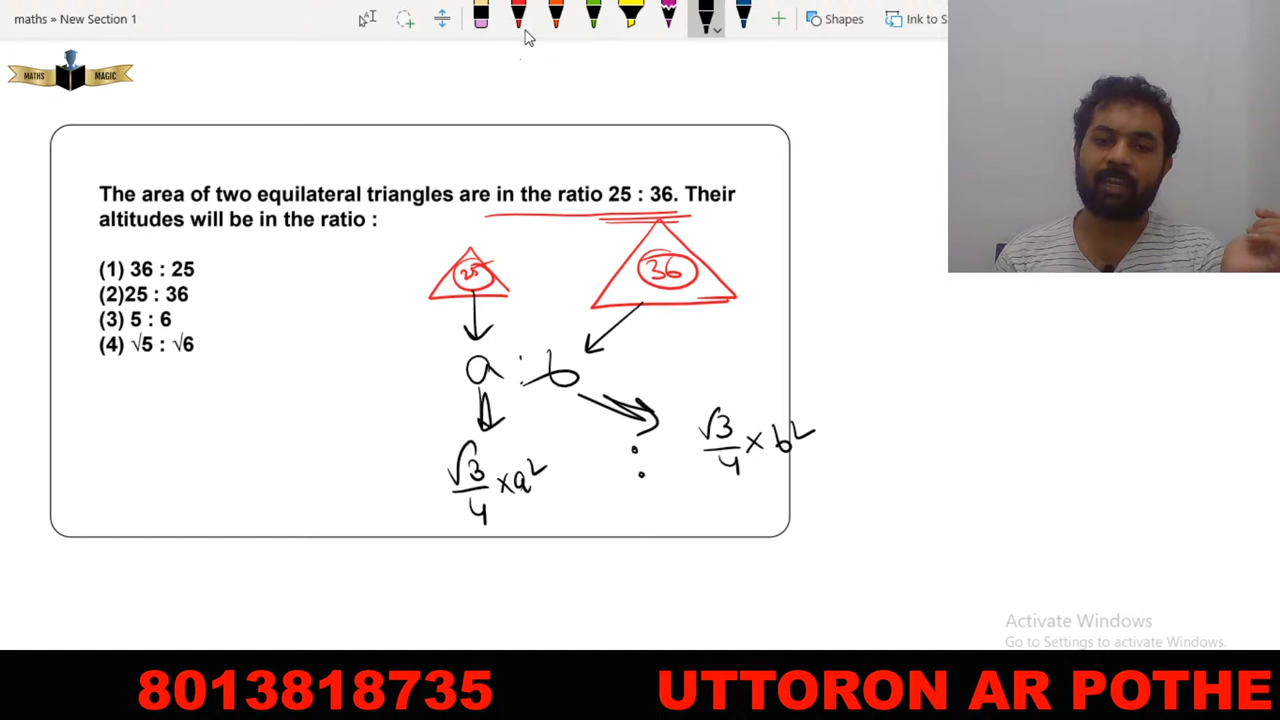 maths » New Section 1
Shapes
Ink to S
MATHS MAGIC
The area of two equilateral triangles are in the ratio 25 : 36. Their
altitudes will be in the ratio :
(1) 36 : 25
(2)25 : 36
(3) 5 : 6
(4) √5 : √6
25
36
a : b
√3/4 × a²
:
√3/4 × b²
Activate Windows
Go to Settings to activate Windows.
8013818735 UTTORON AR POTHE